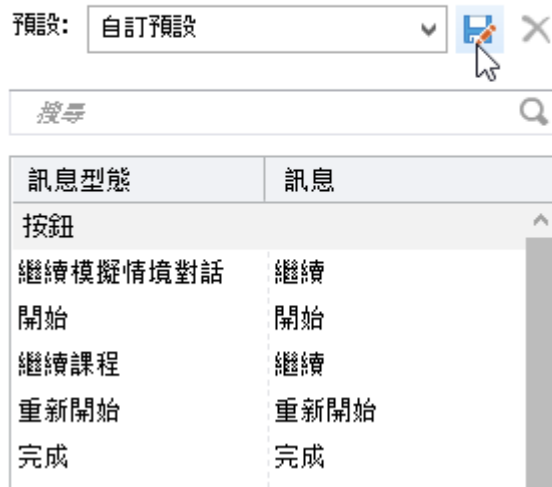 預設: 自訂預設
搜尋
訊息型態 訊息
按鈕
繼續模擬情境對話 繼續
開始 開始
繼續課程 繼續
重新開始 重新開始
完成 完成